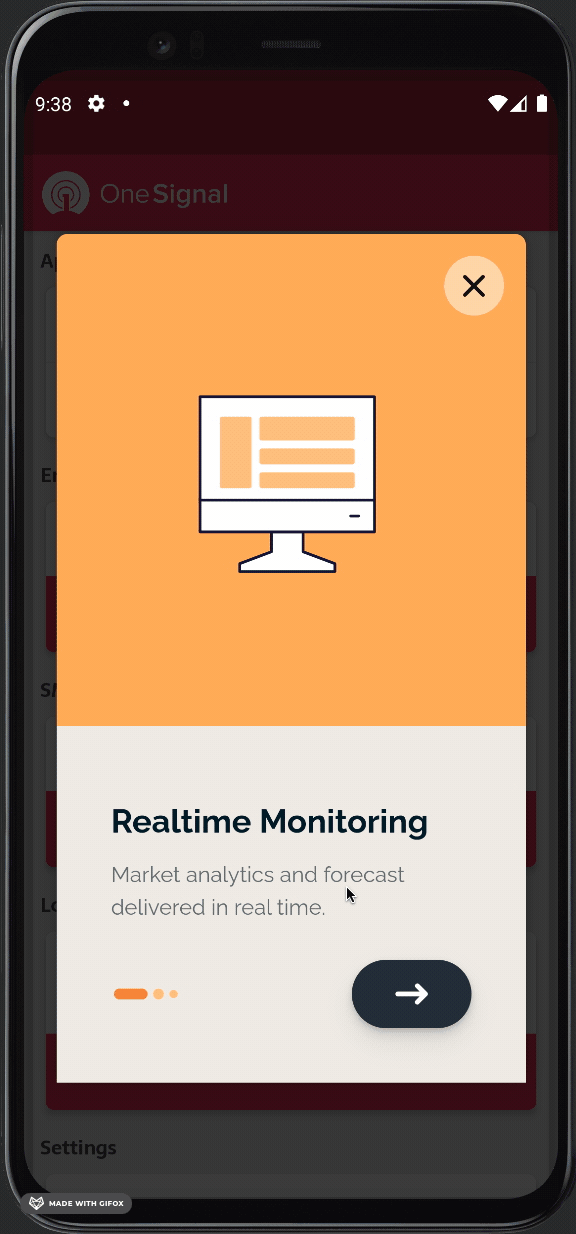 9:38
OneSignal
Realtime Monitoring
Market analytics and forecast
delivered in real time.
Settings
MADE WITH GIFOX